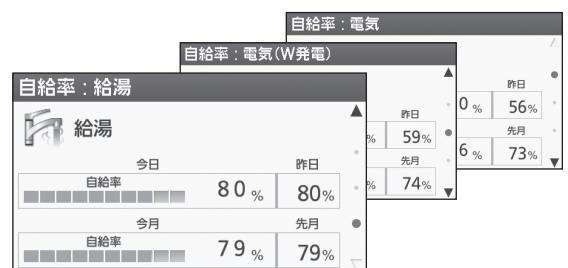 自給率：電気
昨日
0% 56%
先月
6% 73%
自給率：電気(W発電)
昨日
% 59%
先月
% 74%
自給率：給湯
給湯
今日 昨日
自給率 80% 80%
今月 先月
自給率 79% 79%